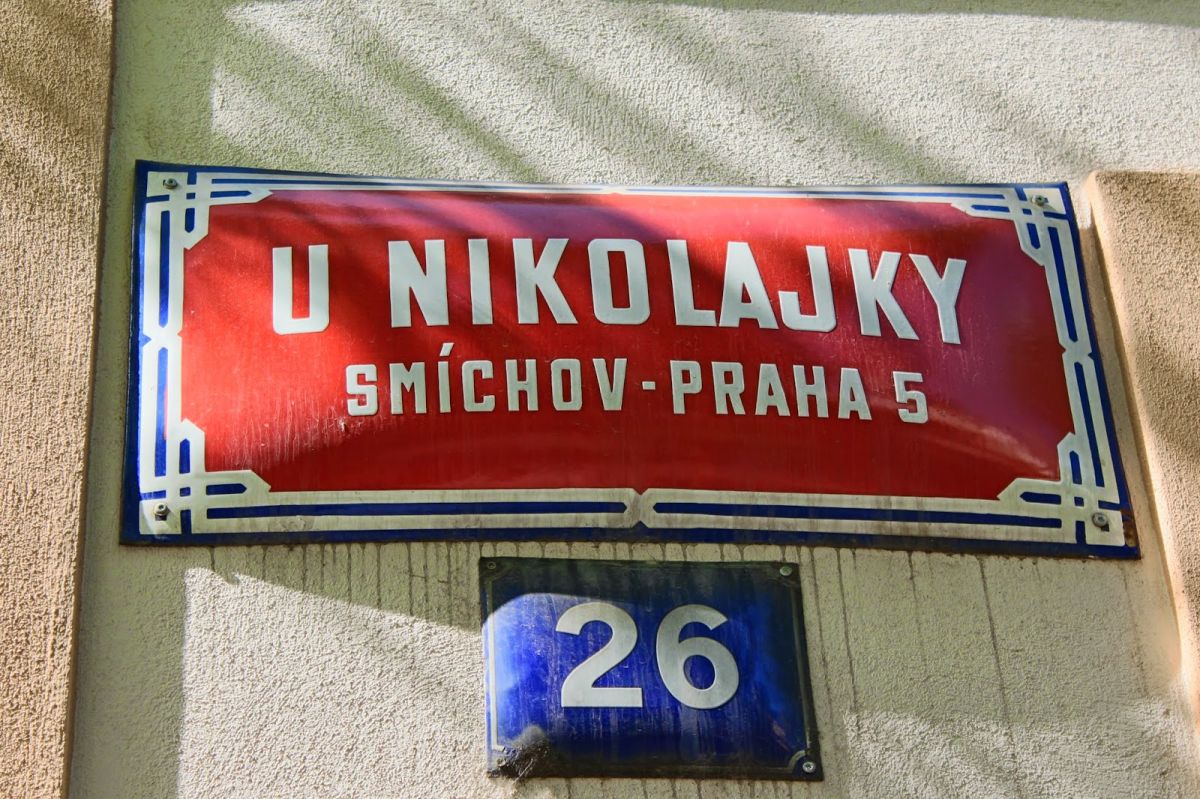 U NIKOLAJKY
SMÍCHOV - PRAHA 5
26